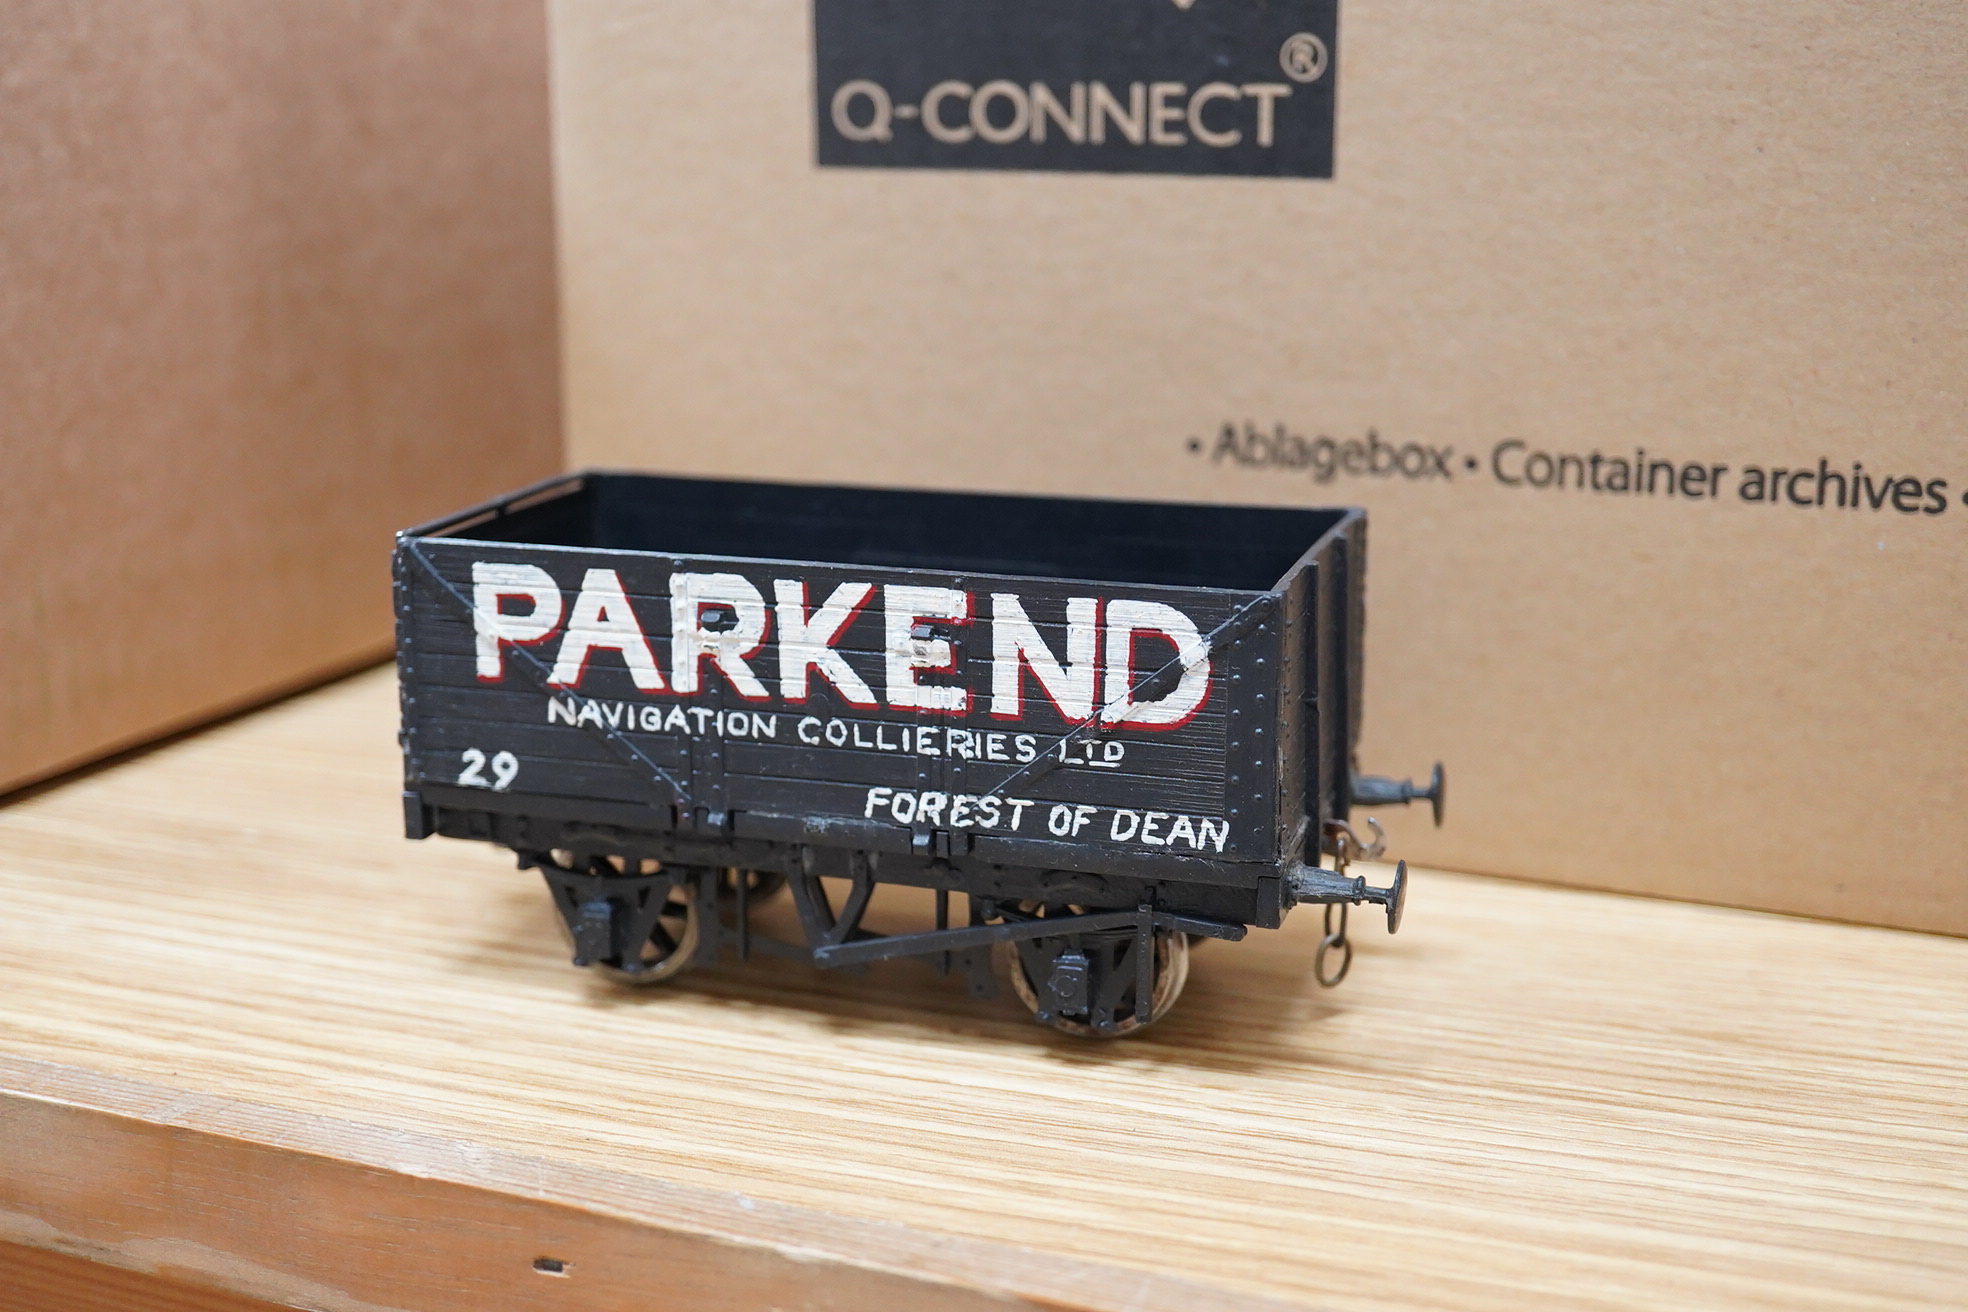 Q-CONNECT®
• Ablagebox • Container archives •
PARKEND
NAVIGATION COLLIERIES LTD
29
FOREST OF DEAN